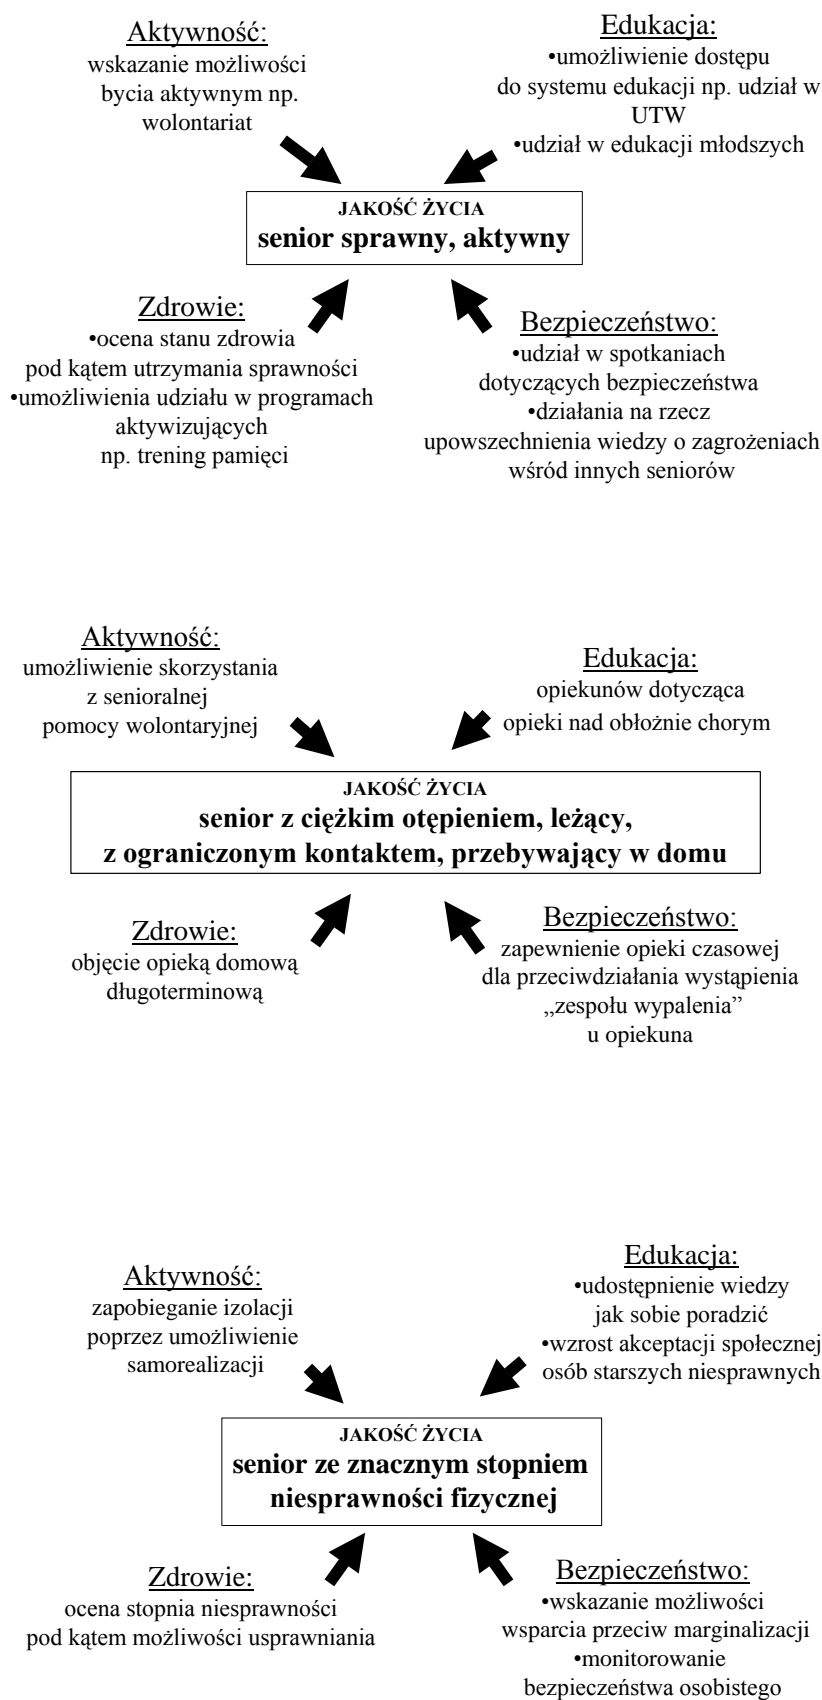 Aktywność:
wskazanie możliwości
bycia aktywnym np.
wolontariat
Edukacja:
•umożliwienie dostępu
do systemu edukacji np. udział w
UTW
•udział w edukacji młodszych
JAKOŚĆ ŻYCIA
senior sprawny, aktywny
Zdrowie:
•ocena stanu zdrowia
pod kątem utrzymania sprawności
•umożliwienia udziału w programach
aktywizujących
np. trening pamięci
Bezpieczeństwo:
•udział w spotkaniach
dotyczących bezpieczeństwa
•działania na rzecz
upowszechnienia wiedzy o zagrożeniach
wśród innych seniorów
Aktywność:
umożliwienie skorzystania
z senioralnej
pomocy wolontaryjnej
Edukacja:
opiekunów dotycząca
opieki nad obłożnie chorym
JAKOŚĆ ŻYCIA
senior z ciężkim otępieniem, leżący,
z ograniczonym kontaktem, przebywający w domu
Zdrowie:
objęcie opieką domową
długoterminową
Bezpieczeństwo:
zapewnienie opieki czasowej
dla przeciwdziałania wystąpienia
„zespołu wypalenia”
u opiekuna
Aktywność:
zapobieganie izolacji
poprzez umożliwienie
samorealizacji
Edukacja:
•udostępnienie wiedzy
jak sobie poradzić
•wzrost akceptacji społecznej
osób starszych niesprawnych
JAKOŚĆ ŻYCIA
senior ze znacznym stopniem
niesprawności fizycznej
Zdrowie:
ocena stopnia niesprawności
pod kątem możliwości usprawniania
Bezpieczeństwo:
•wskazanie możliwości
wsparcia przeciw marginalizacji
•monitorowanie
bezpieczeństwa osobistego